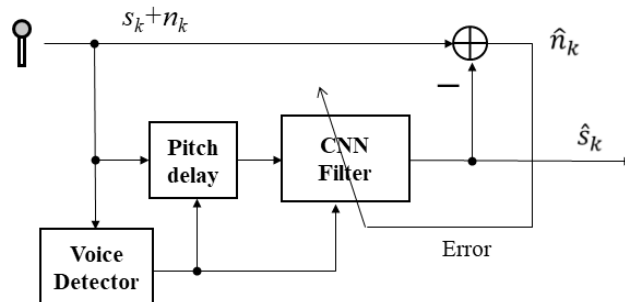 s_k+n_k
n̂_k
−
Pitch
delay
CNN
Filter
ŝ_k
Voice
Detector
Error